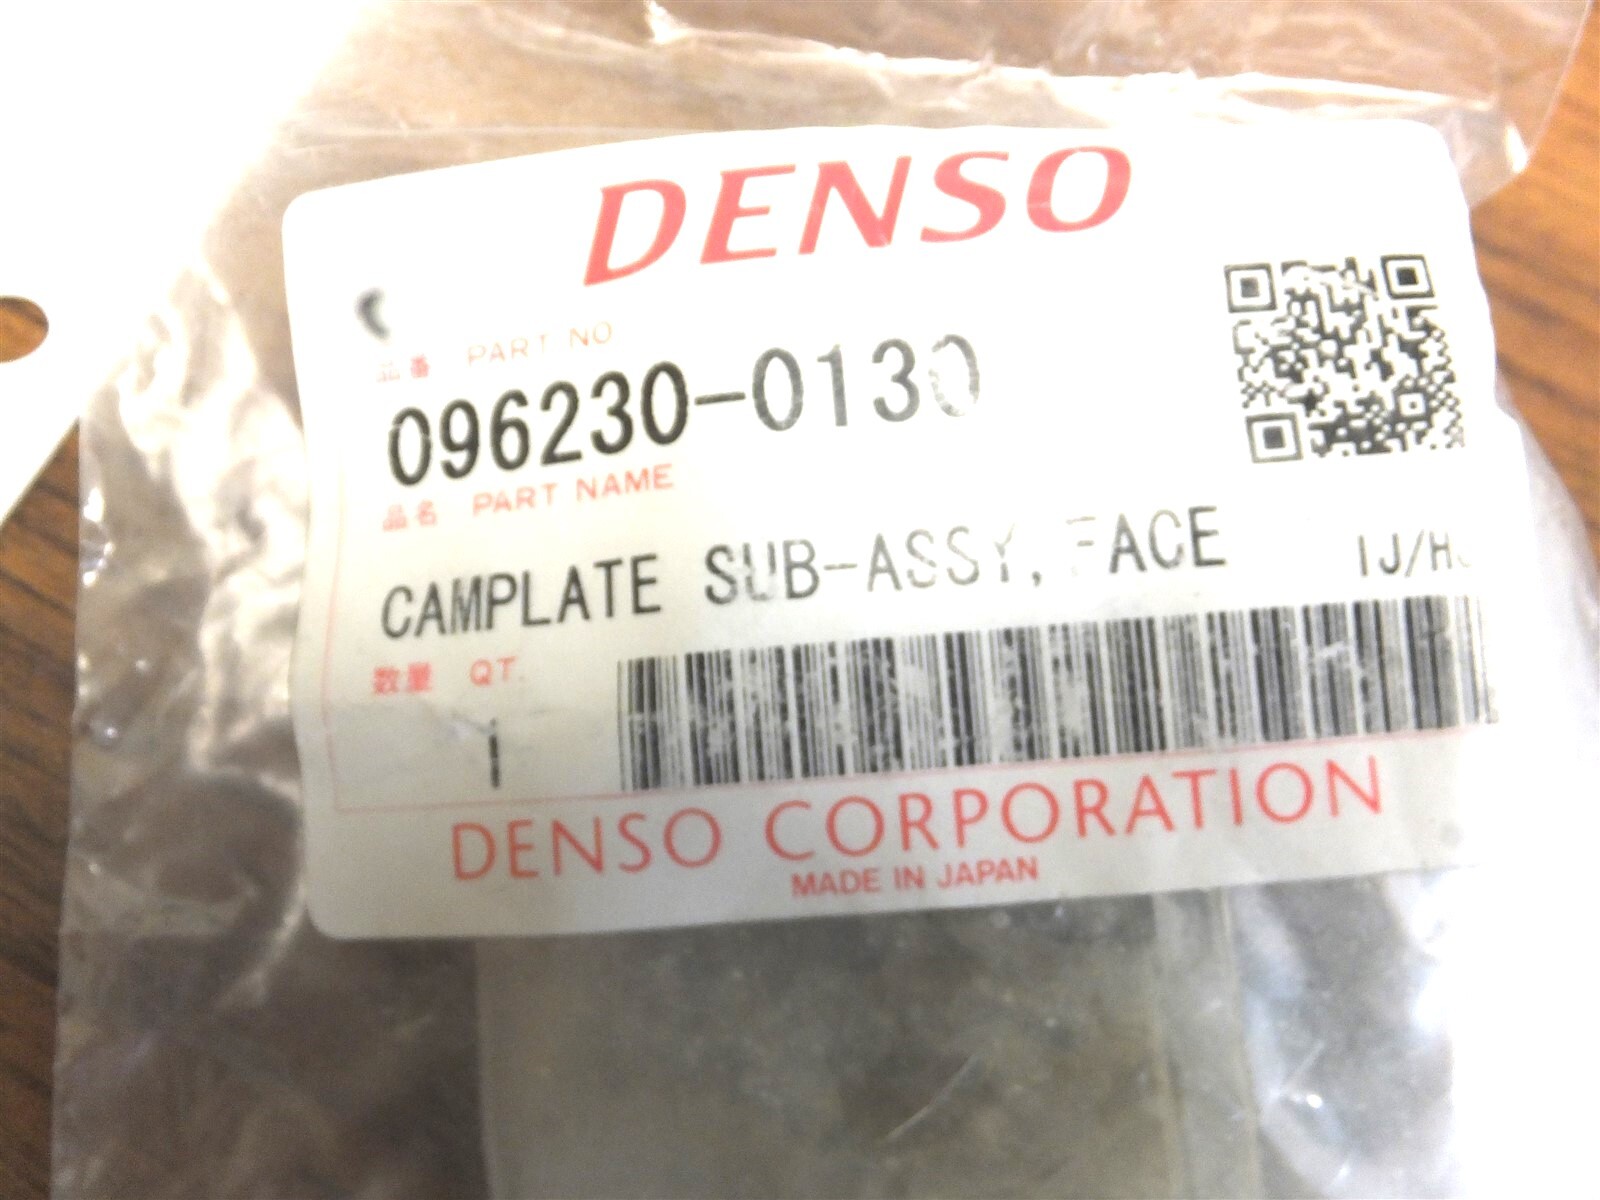 DENSO
品番 PART NO
096230-0130
品名 PART NAME
CAMPLATE SUB-ASSY, FACE
数量 QT.
1
DENSO CORPORATION
MADE IN JAPAN